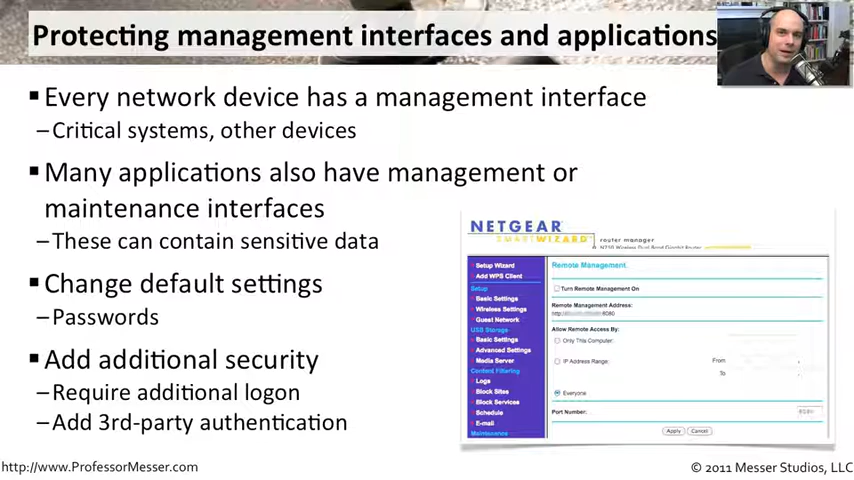 Protecting management interfaces and applications
▪Every network device has a management interface
–Critical systems, other devices
▪Many applications also have management or
maintenance interfaces
–These can contain sensitive data
▪Change default settings
–Passwords
▪Add additional security
–Require additional logon
–Add 3rd-party authentication
NETGEAR
SMARTWIZARD
router manager
Setup Wizard
Add WPS Client
Setup
Basic Settings
Wireless Settings
Guest Network
USB Storage
Basic Settings
Advanced Settings
Media Server
Content Filtering
Logs
Block Sites
Block Services
Schedule
E-mail
Maintenance
Remote Management
Turn Remote Management On
Remote Management Address:
Allow Remote Access By:
Only This Computer:
IP Address Range:
From
To
Everyone
Port Number:
Apply Cancel
http://www.ProfessorMesser.com
© 2011 Messer Studios, LLC